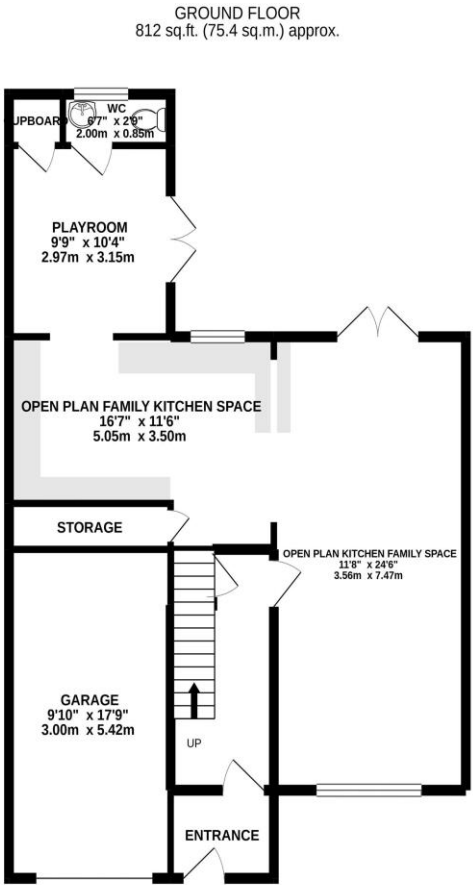 GROUND FLOOR
812 sq.ft. (75.4 sq.m.) approx.
CUPBOARD
WC
6'7" x 2'9"
2.00m x 0.85m
PLAYROOM
9'9" x 10'4"
2.97m x 3.15m
OPEN PLAN FAMILY KITCHEN SPACE
16'7" x 11'6"
5.05m x 3.50m
STORAGE
OPEN PLAN KITCHEN FAMILY SPACE
11'8" x 24'6"
3.56m x 7.47m
GARAGE
9'10" x 17'9"
3.00m x 5.42m
UP
ENTRANCE